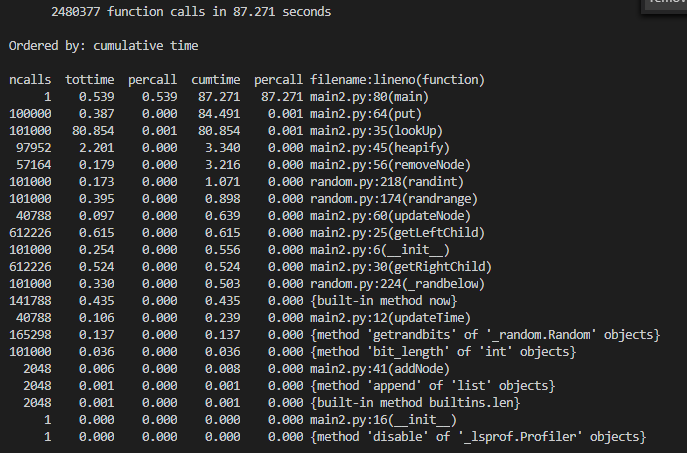 remov
2480377 function calls in 87.271 seconds
Ordered by: cumulative time
ncalls tottime percall cumtime percall filename:lineno(function)
1 0.539 0.539 87.271 87.271 main2.py:80(main)
100000 0.387 0.000 84.491 0.001 main2.py:64(put)
101000 80.854 0.001 80.854 0.001 main2.py:35(lookUp)
97952 2.201 0.000 3.340 0.000 main2.py:45(heapify)
57164 0.179 0.000 3.216 0.000 main2.py:56(removeNode)
101000 0.173 0.000 1.071 0.000 random.py:218(randint)
101000 0.395 0.000 0.898 0.000 random.py:174(randrange)
40788 0.097 0.000 0.639 0.000 main2.py:60(updateNode)
612226 0.615 0.000 0.615 0.000 main2.py:25(getLeftChild)
101000 0.254 0.000 0.556 0.000 main2.py:6(__init__)
612226 0.524 0.000 0.524 0.000 main2.py:30(getRightChild)
101000 0.330 0.000 0.503 0.000 random.py:224(_randbelow)
141788 0.435 0.000 0.435 0.000 {built-in method now}
40788 0.106 0.000 0.239 0.000 main2.py:12(updateTime)
165298 0.137 0.000 0.137 0.000 {method 'getrandbits' of '_random.Random' objects}
101000 0.036 0.000 0.036 0.000 {method 'bit_length' of 'int' objects}
2048 0.006 0.000 0.008 0.000 main2.py:41(addNode)
2048 0.001 0.000 0.001 0.000 {method 'append' of 'list' objects}
2048 0.001 0.000 0.001 0.000 {built-in method builtins.len}
1 0.000 0.000 0.000 0.000 main2.py:16(__init__)
1 0.000 0.000 0.000 0.000 {method 'disable' of '_lsprof.Profiler' objects}